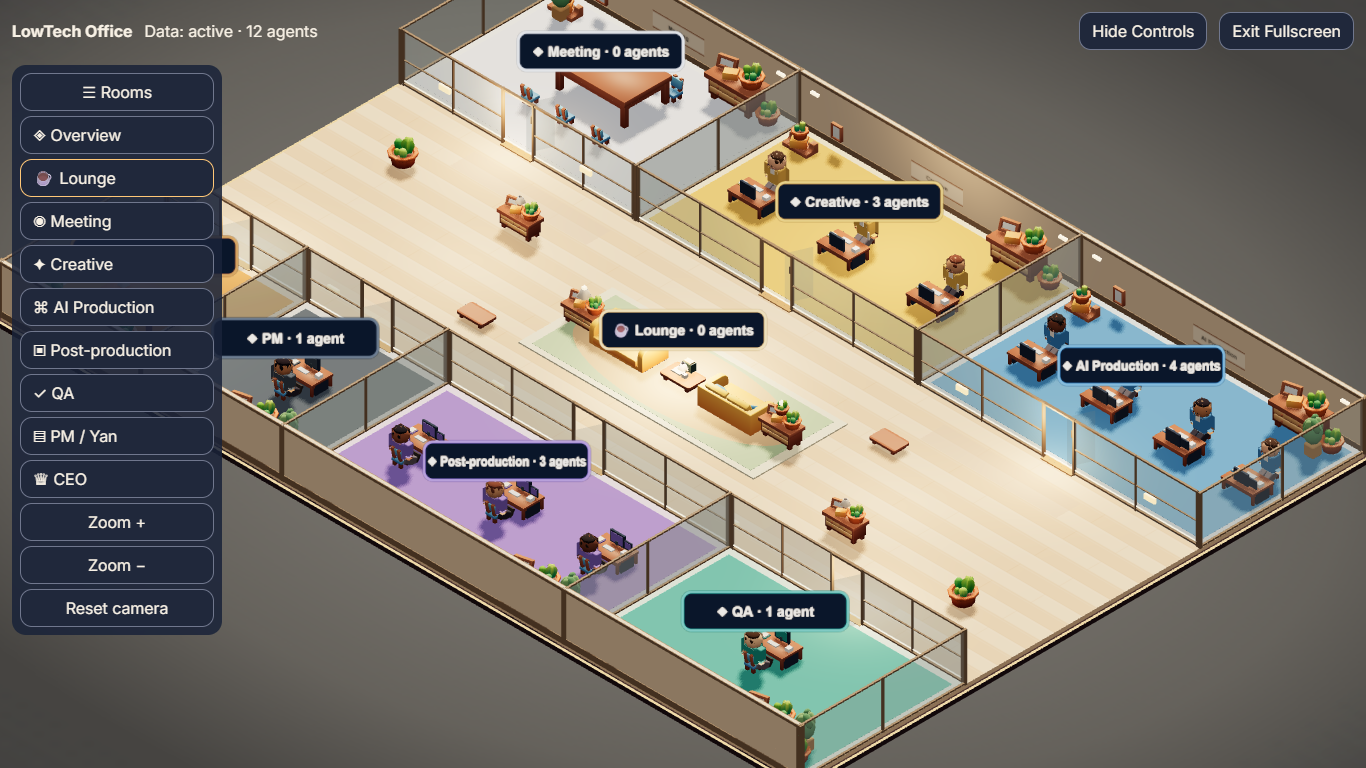 LowTech Office Data: active · 12 agents
Hide Controls
Exit Fullscreen
☰ Rooms
◈ Overview
Lounge
◉ Meeting
✦ Creative
⌘ AI Production
▣ Post-production
✓ QA
▤ PM / Yan
♛ CEO
Zoom +
Zoom −
Reset camera
◆ Meeting · 0 agents
◆ Creative · 3 agents
Lounge · 0 agents
◆ PM · 1 agent
◆ AI Production · 4 agents
◆ Post-production · 3 agents
◆ QA · 1 agent